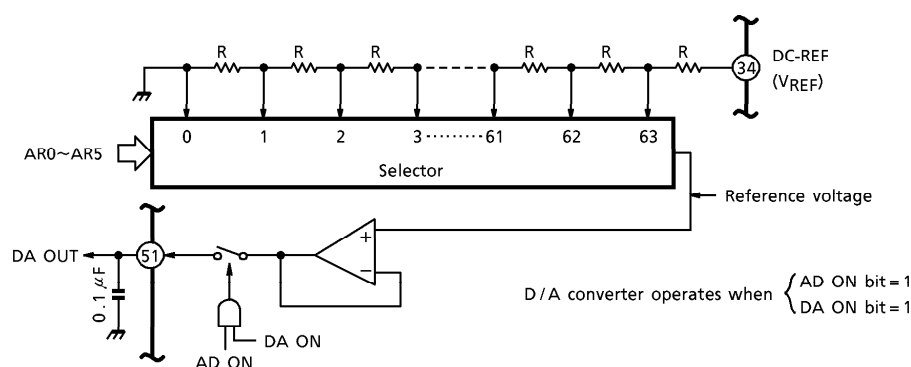 R R R R R R
34
DC-REF
(VREF)
0 1 2 3 ········ 61 62 63
AR0~AR5
Selector
Reference voltage
+
−
DA OUT
51
0.1 μF
D/A converter operates when { AD ON bit = 1
DA ON bit = 1
DA ON
AD ON